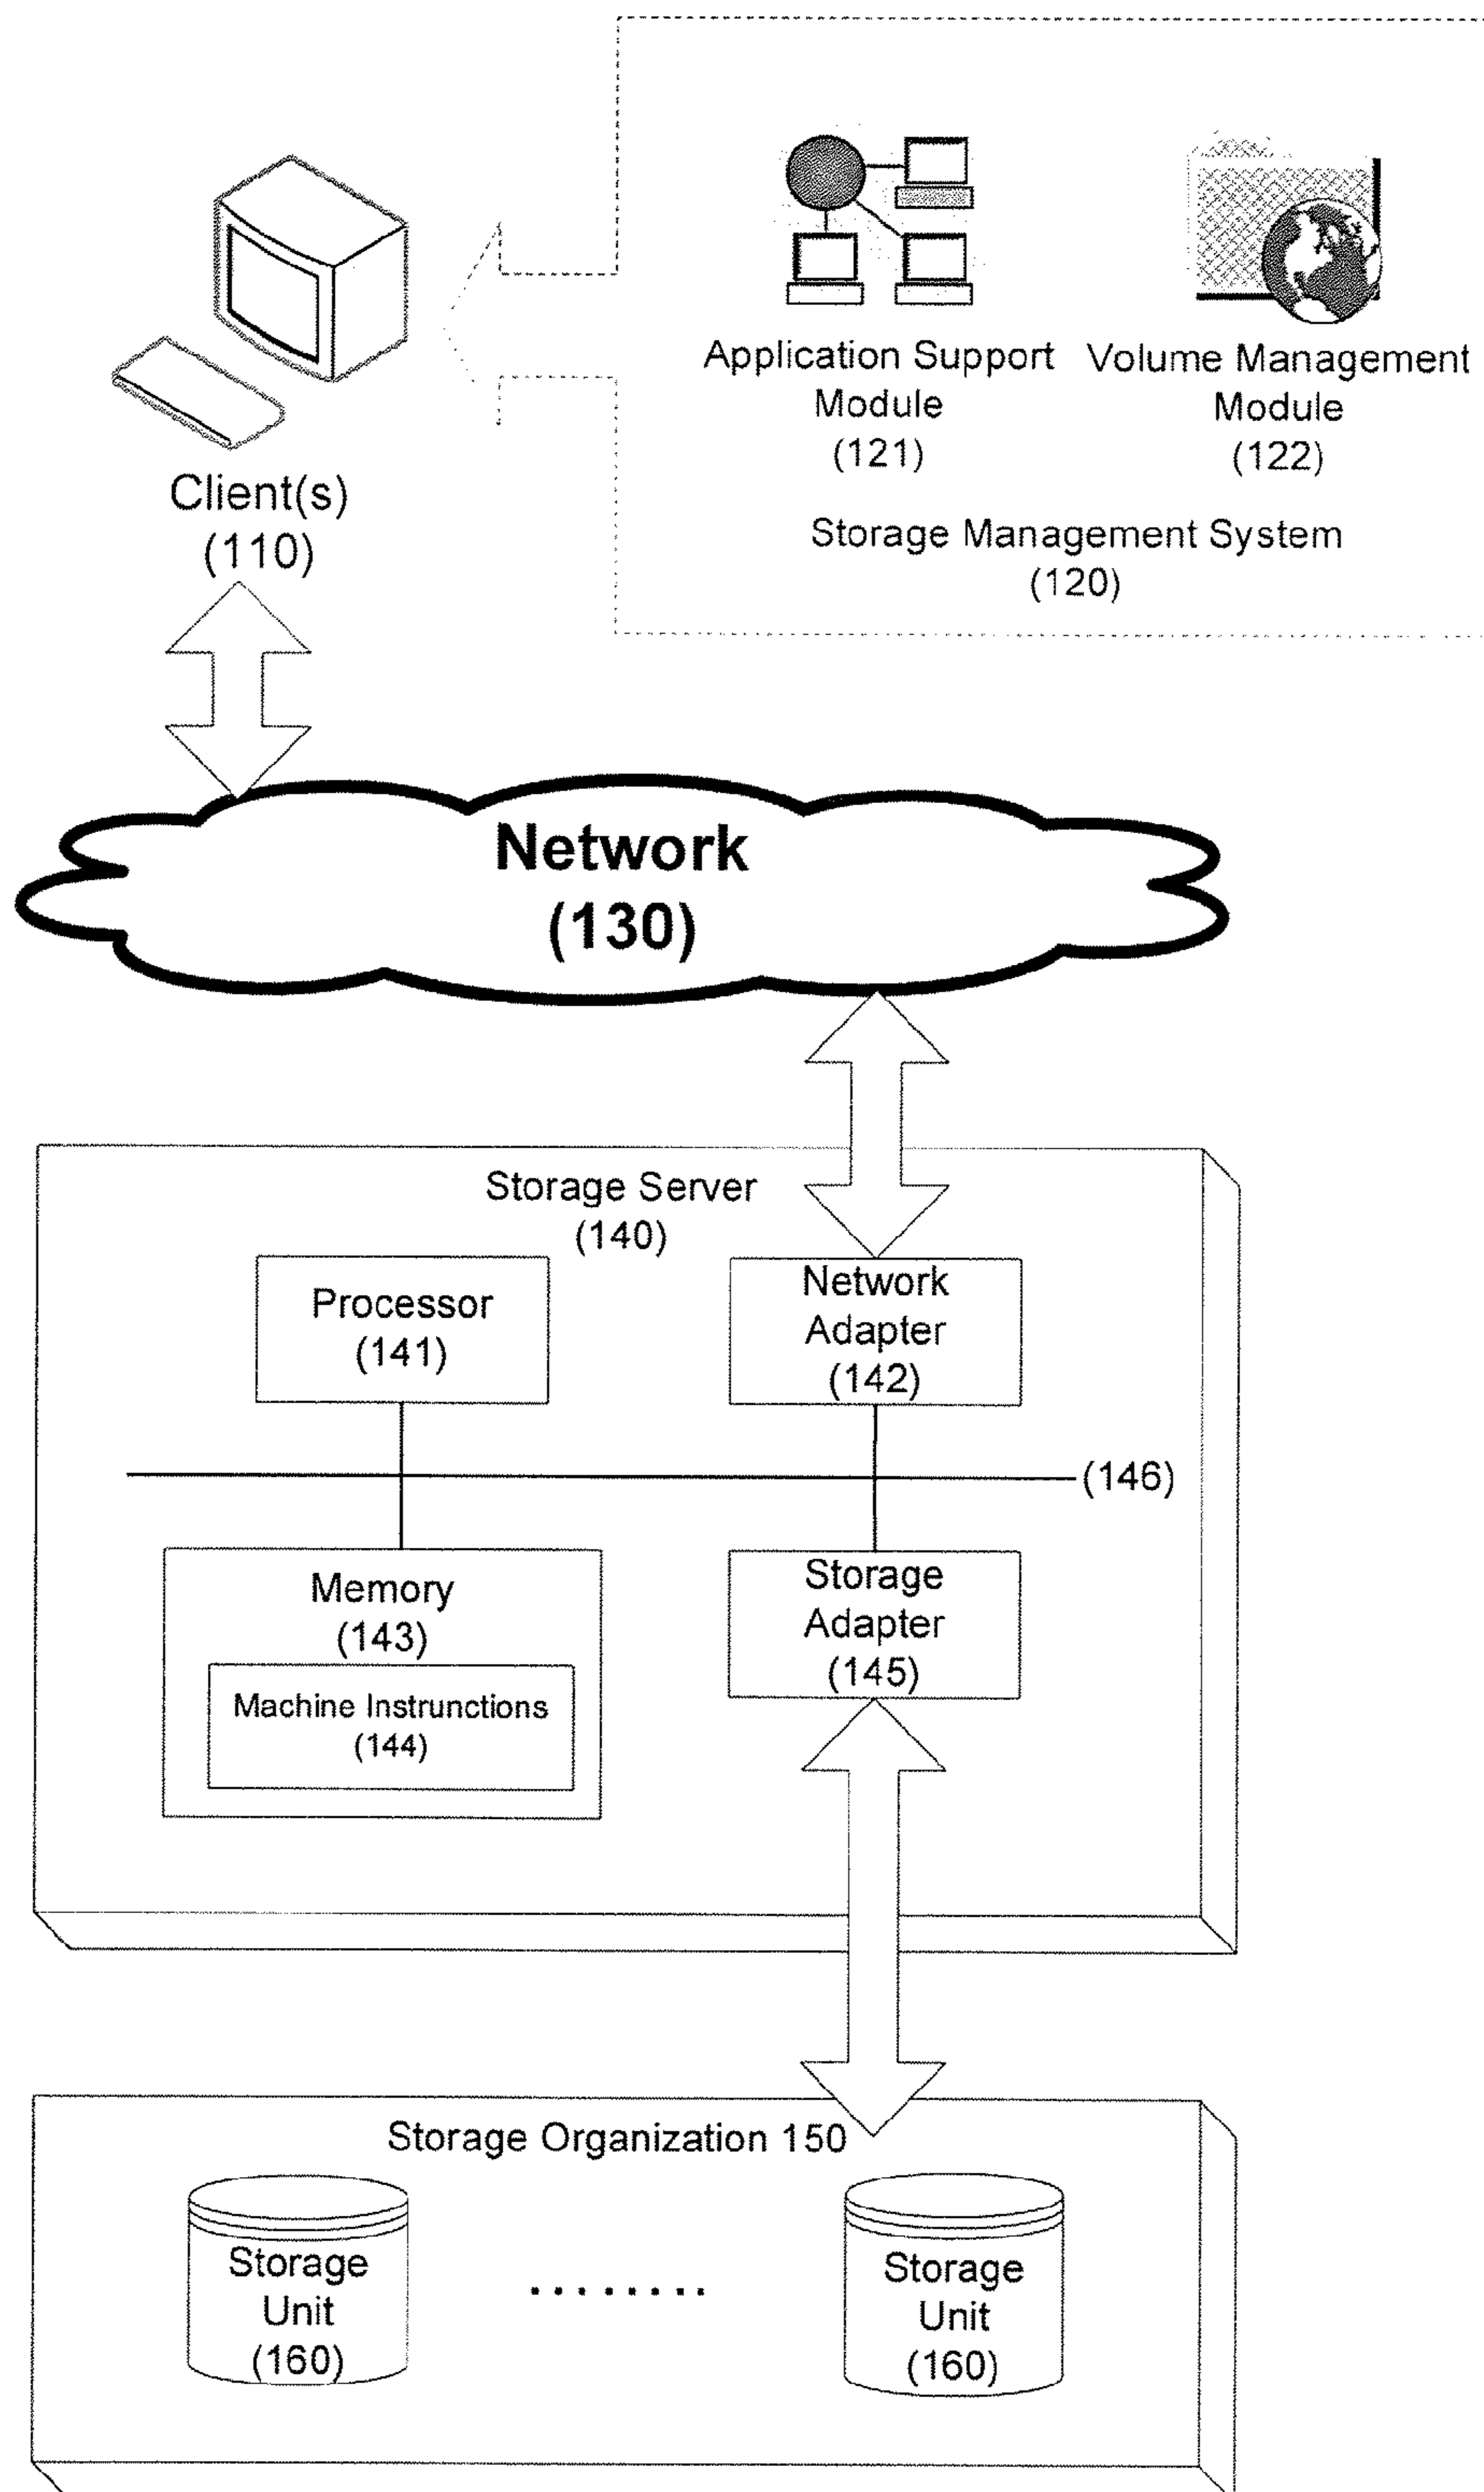 Application Support
Module
(121)
Volume Management
Module
(122)
Client(s)
(110)
Storage Management System
(120)
Network
(130)
Storage Server
(140)
Processor
(141)
Network
Adapter
(142)
(146)
Memory
(143)
Machine Instrunctions
(144)
Storage
Adapter
(145)
Storage Organization 150
Storage
Unit
(160)
........
Storage
Unit
(160)